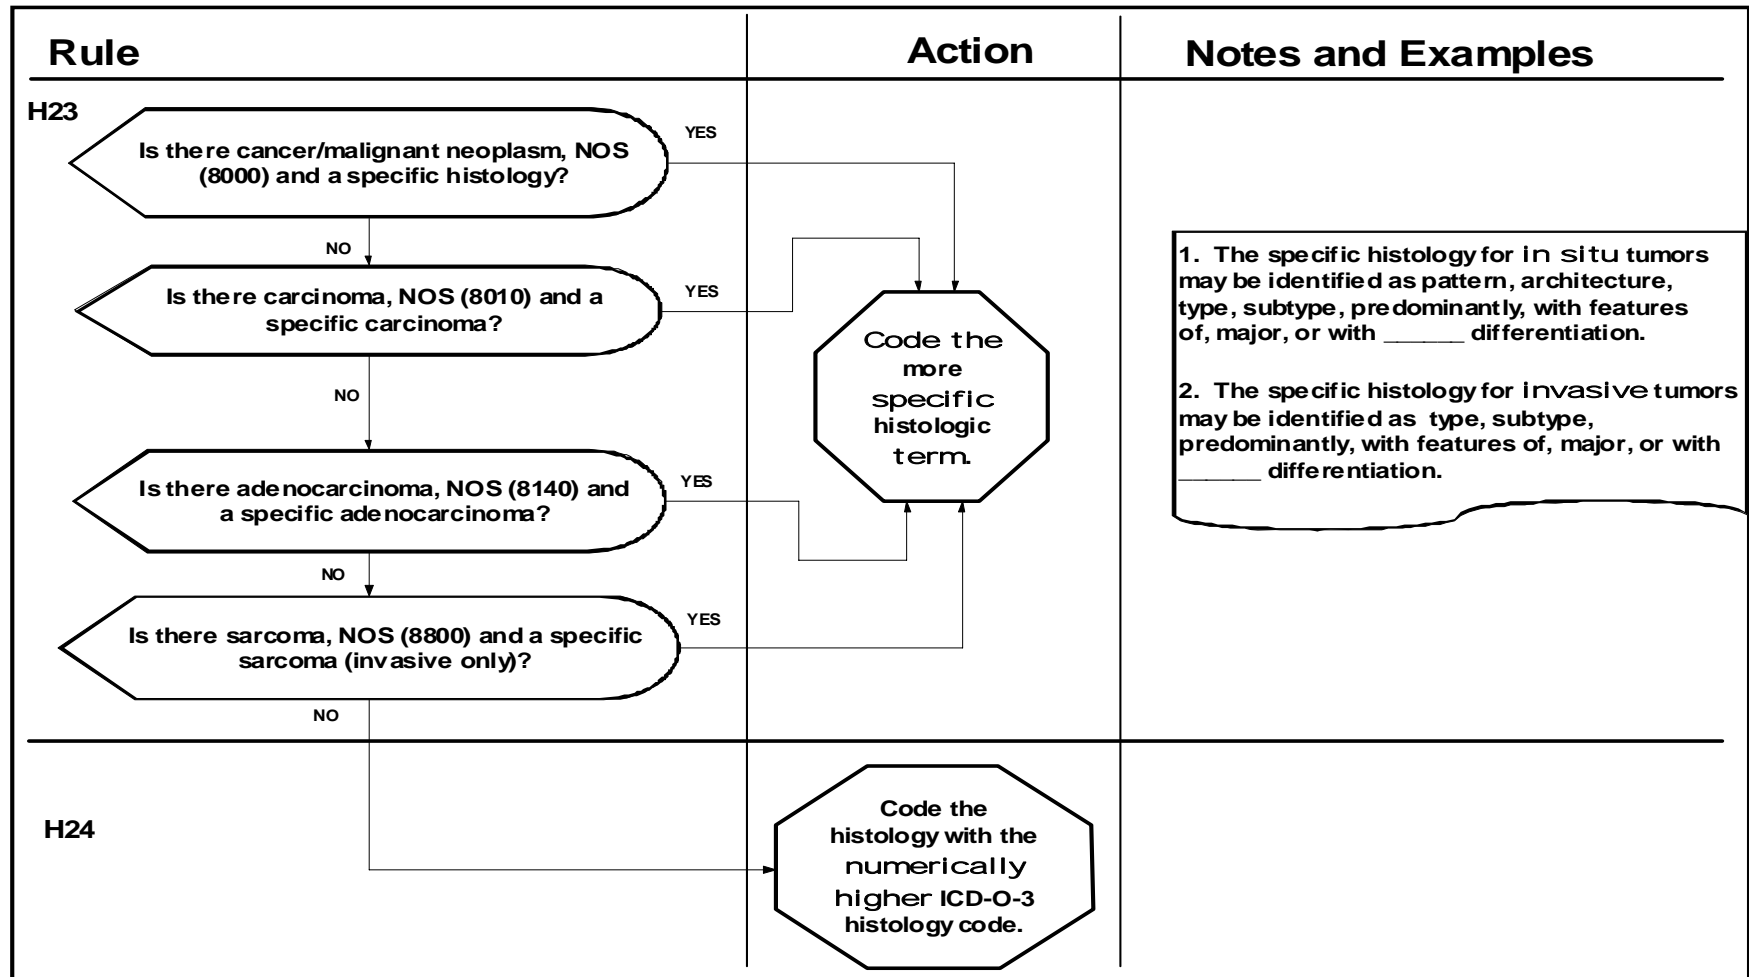 Rule
Action
Notes and Examples
H23
Is there cancer/malignant neoplasm, NOS
(8000) and a specific histology?
YES
NO
Is there carcinoma, NOS (8010) and a
specific carcinoma?
YES
NO
Is there adenocarcinoma, NOS (8140) and
a specific adenocarcinoma?
YES
NO
Is there sarcoma, NOS (8800) and a specific
sarcoma (invasive only)?
YES
NO
Code the
more
specific
histologic
term.
1. The specific histology for in situ tumors
may be identified as pattern, architecture,
type, subtype, predominantly, with features
of, major, or with ______ differentiation.
2. The specific histology for invasive tumors
may be identified as type, subtype,
predominantly, with features of, major, or with
______ differentiation.
H24
Code the
histology with the
numerically
higher ICD-O-3
histology code.